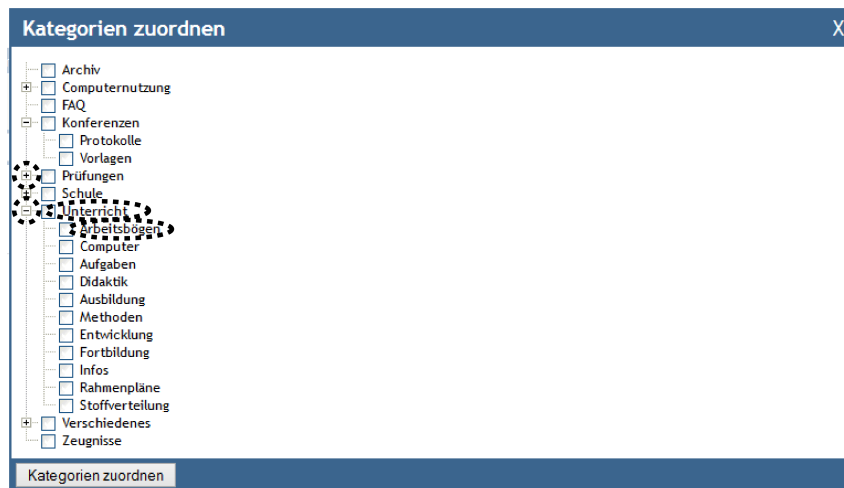 Kategorien zuordnen X
Archiv
Computernutzung
FAQ
Konferenzen
Protokolle
Vorlagen
Prüfungen
Schule
Unterricht
Arbeitsbögen
Computer
Aufgaben
Didaktik
Ausbildung
Methoden
Entwicklung
Fortbildung
Infos
Rahmenpläne
Stoffverteilung
Verschiedenes
Zeugnisse
Kategorien zuordnen